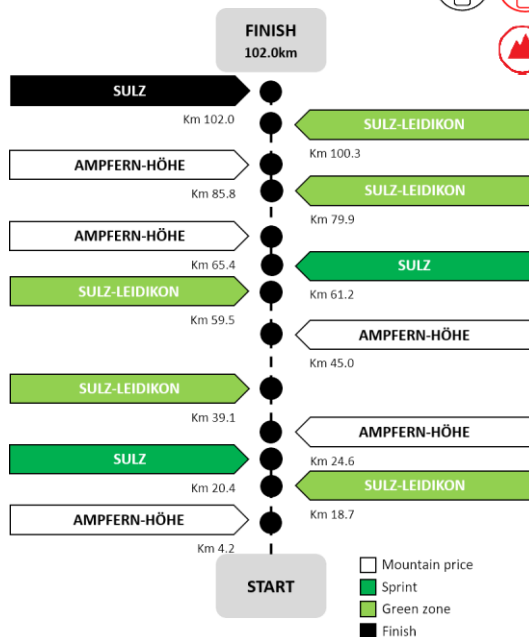 FINISH
102.0km
SULZ
Km 102.0
SULZ-LEIDIKON
Km 100.3
AMPFERN-HÖHE
Km 85.8
SULZ-LEIDIKON
Km 79.9
AMPFERN-HÖHE
Km 65.4
SULZ
Km 61.2
SULZ-LEIDIKON
Km 59.5
AMPFERN-HÖHE
Km 45.0
SULZ-LEIDIKON
Km 39.1
AMPFERN-HÖHE
Km 24.6
SULZ
Km 20.4
SULZ-LEIDIKON
Km 18.7
AMPFERN-HÖHE
Km 4.2
START
Mountain price
Sprint
Green zone
Finish